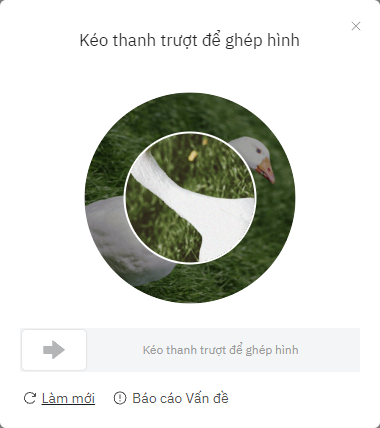 Kéo thanh trượt để ghép hình
Kéo thanh trượt để ghép hình
Làm mới
Báo cáo Vấn đề